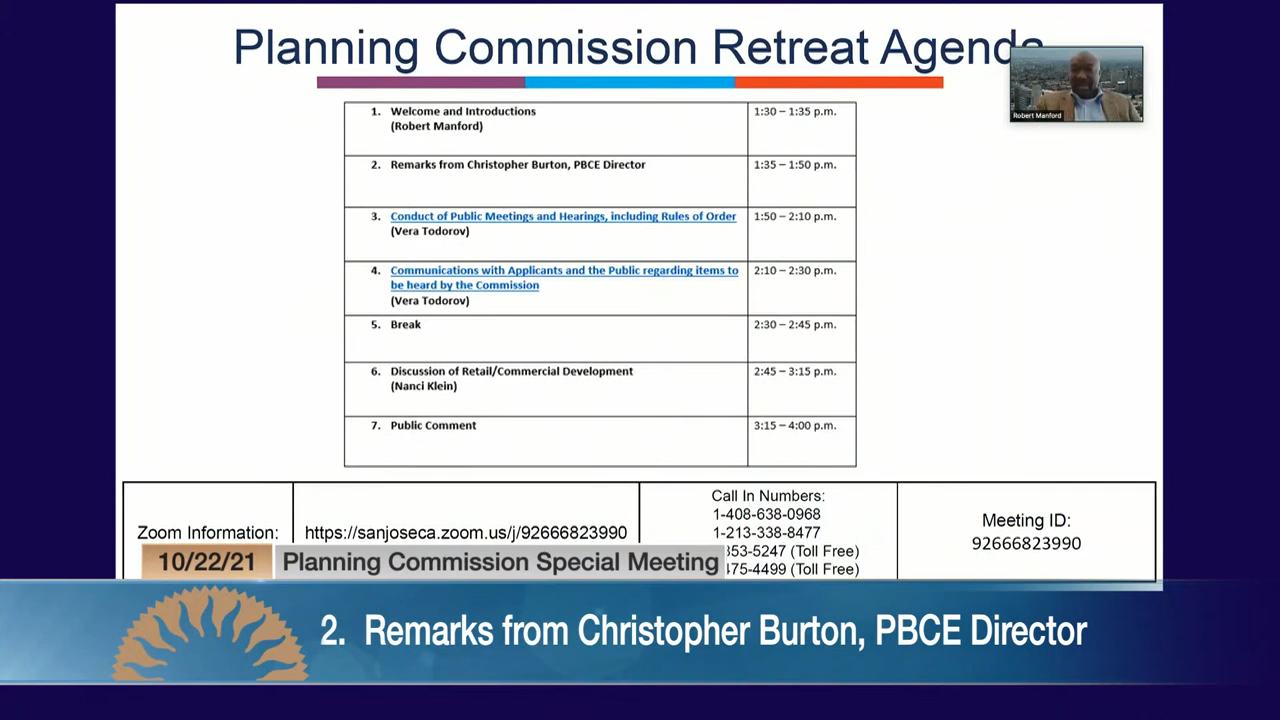 Planning Commission Retreat Agenda
Robert Manford
1. Welcome and Introductions 1:30 – 1:35 p.m.
(Robert Manford)
2. Remarks from Christopher Burton, PBCE Director 1:35 – 1:50 p.m.
3. Conduct of Public Meetings and Hearings, including Rules of Order 1:50 – 2:10 p.m.
(Vera Todorov)
4. Communications with Applicants and the Public regarding items to 2:10 – 2:30 p.m.
be heard by the Commission
(Vera Todorov)
5. Break 2:30 – 2:45 p.m.
6. Discussion of Retail/Commercial Development 2:45 – 3:15 p.m.
(Nanci Klein)
7. Public Comment 3:15 – 4:00 p.m.
Zoom Information:
https://sanjoseca.zoom.us/j/92666823990
Call In Numbers:
1-408-638-0968
1-213-338-8477
353-5247 (Toll Free)
475-4499 (Toll Free)
Meeting ID:
92666823990
10/22/21 Planning Commission Special Meeting
2. Remarks from Christopher Burton, PBCE Director